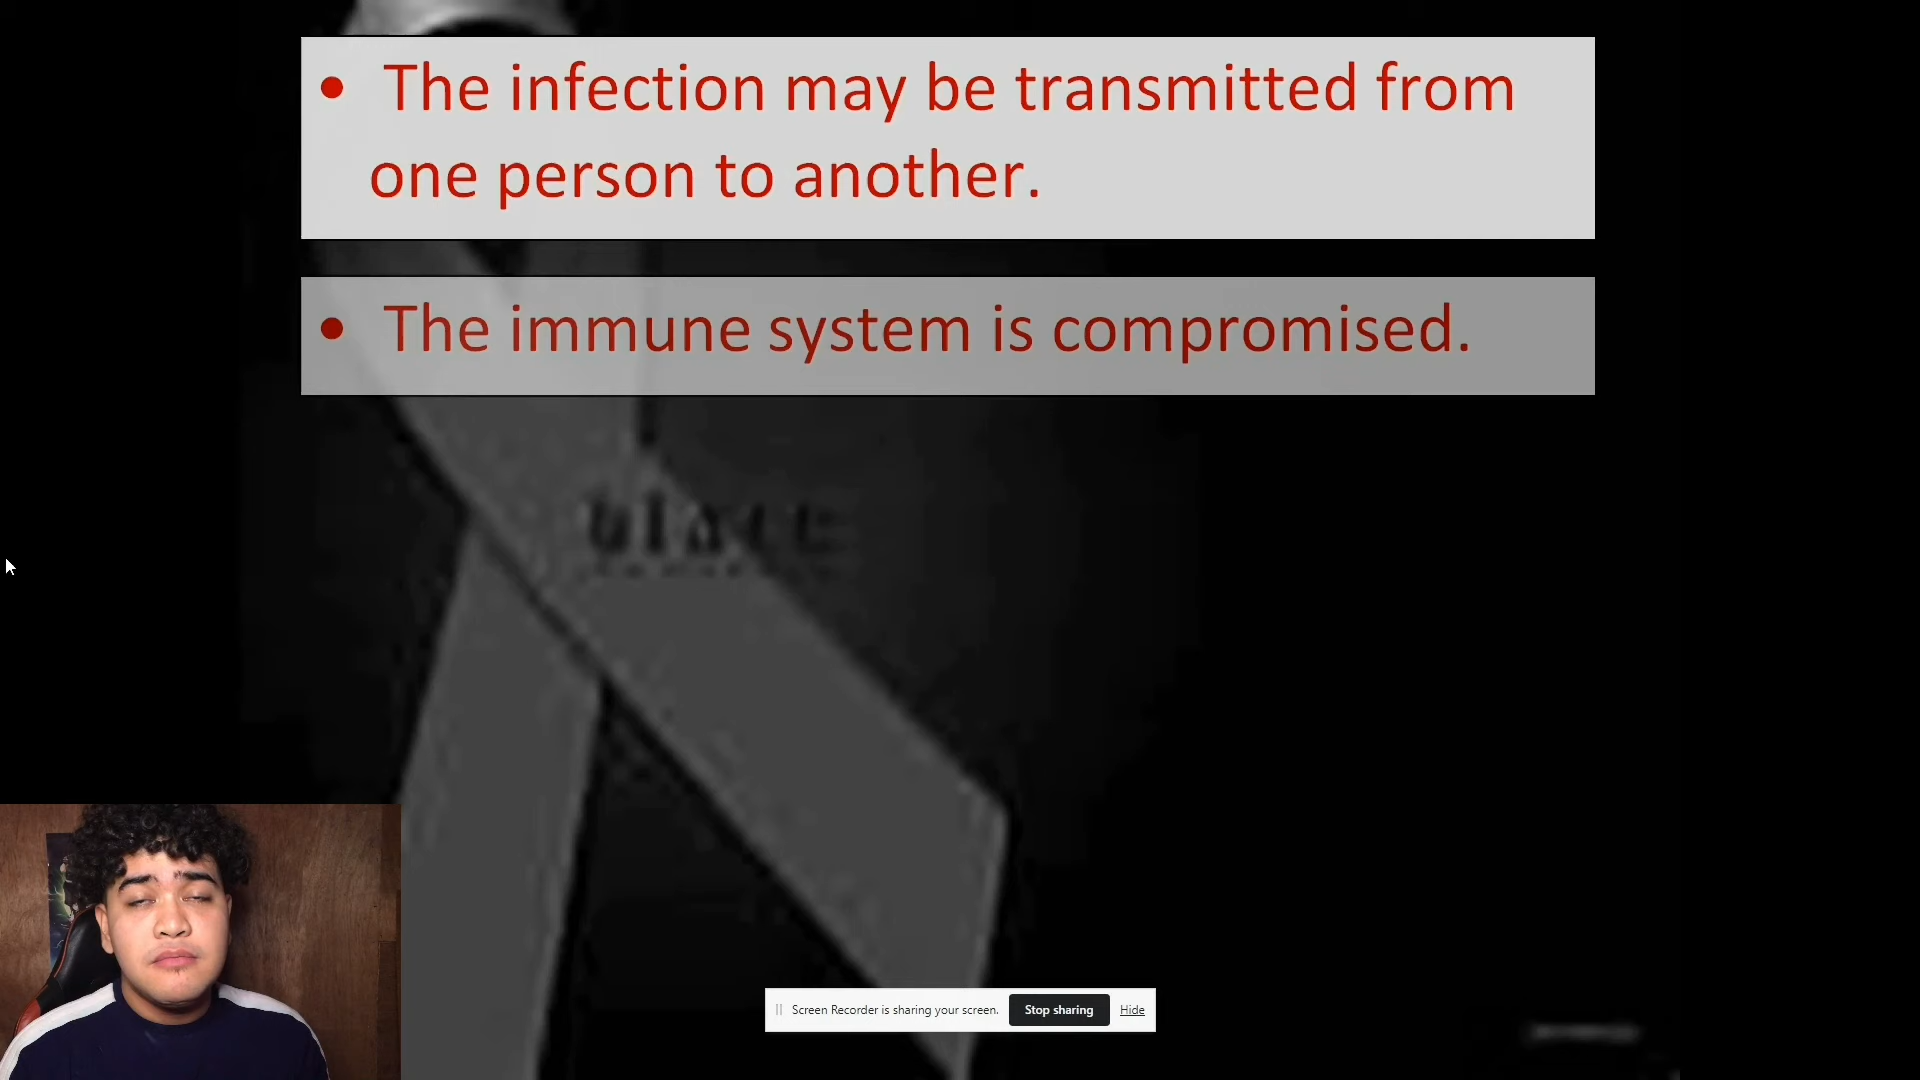 • The infection may be transmitted from
one person to another.
• The immune system is compromised.
Screen Recorder is sharing your screen. Stop sharing Hide